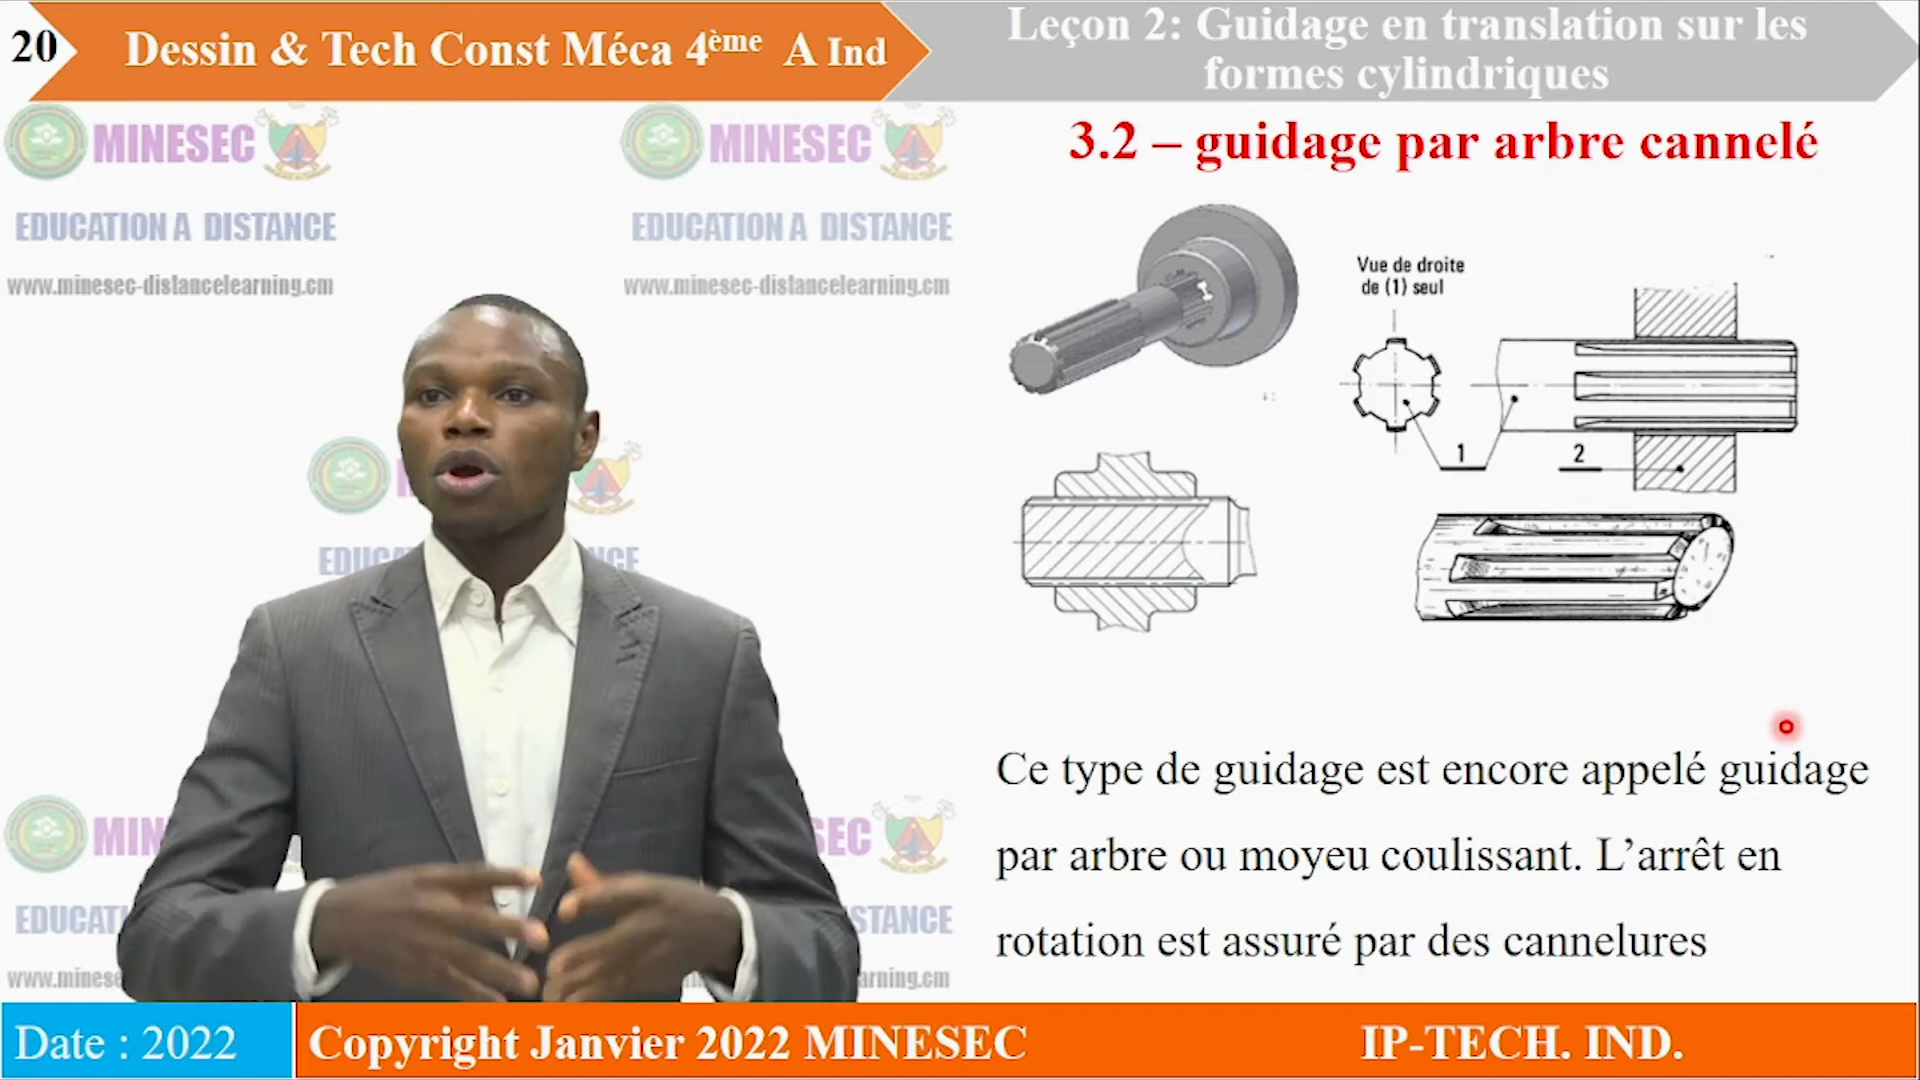 20
Dessin & Tech Const Méca 4ème A Ind
Leçon 2: Guidage en translation sur les
formes cylindriques
MINESEC
EDUCATION A DISTANCE
www.minesec-distancelearning.cm
MINESEC
EDUCATION A DISTANCE
www.minesec-distancelearning.cm
3.2 – guidage par arbre cannelé
Vue de droite
de (1) seul
1
2
Ce type de guidage est encore appelé guidage
par arbre ou moyeu coulissant. L’arrêt en
rotation est assuré par des cannelures
Date : 2022
Copyright Janvier 2022 MINESEC
IP-TECH. IND.